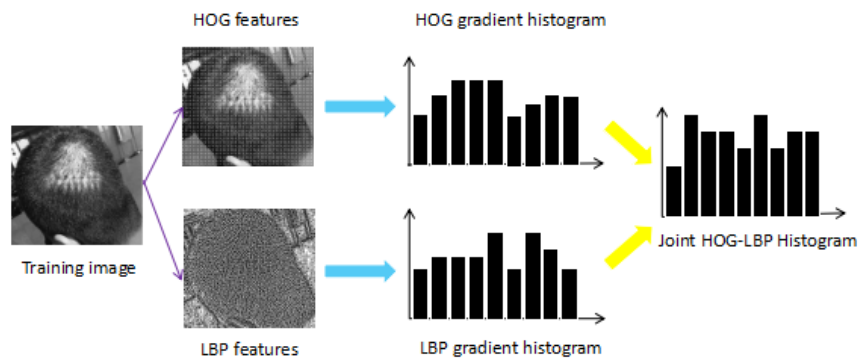 HOG features
HOG gradient histogram
Training image
Joint HOG-LBP Histogram
LBP features
LBP gradient histogram